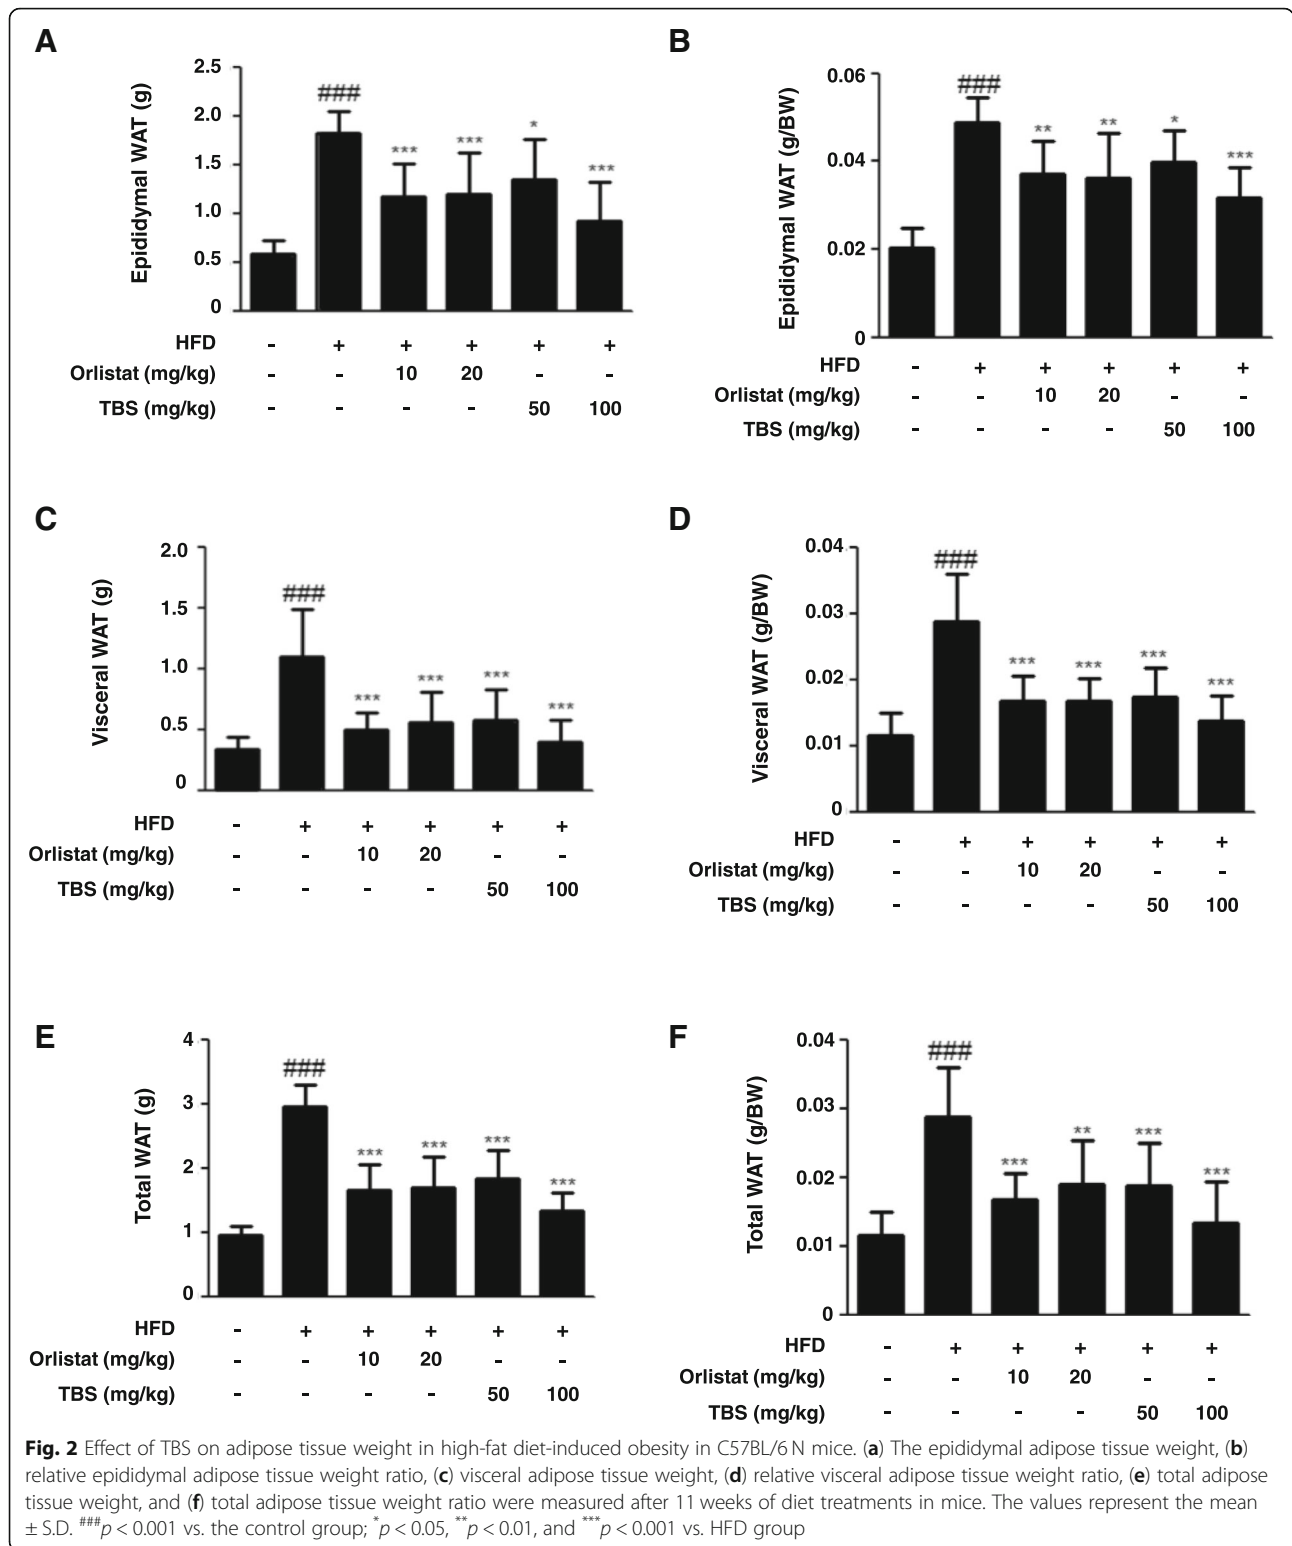 A
Epididymal WAT (g)
2.5
2.0
1.5
1.0
0.5
0
###
***
***
*
***
HFD - + + + + +
Orlistat (mg/kg) - - 10 20 - -
TBS (mg/kg) - - - - 50 100
B
Epididymal WAT (g/BW)
0.06
0.04
0.02
0
###
**
**
*
***
HFD - + + + + +
Orlistat (mg/kg) - - 10 20 - -
TBS (mg/kg) - - - - 50 100
C
Visceral WAT (g)
2.0
1.5
1.0
0.5
0
###
***
***
***
***
HFD - + + + + +
Orlistat (mg/kg) - - 10 20 - -
TBS (mg/kg) - - - - 50 100
D
Visceral WAT (g/BW)
0.04
0.03
0.02
0.01
0
###
***
***
***
***
HFD - + + + + +
Orlistat (mg/kg) - - 10 20 - -
TBS (mg/kg) - - - - 50 100
E
Total WAT (g)
4
3
2
1
0
###
***
***
***
***
HFD - + + + + +
Orlistat (mg/kg) - - 10 20 - -
TBS (mg/kg) - - - - 50 100
F
Total WAT (g/BW)
0.04
0.03
0.02
0.01
0
###
***
**
***
***
HFD - + + + + +
Orlistat (mg/kg) - - 10 20 - -
TBS (mg/kg) - - - - 50 100
Fig. 2 Effect of TBS on adipose tissue weight in high-fat diet-induced obesity in C57BL/6 N mice. (a) The epididymal adipose tissue weight, (b)
relative epididymal adipose tissue weight ratio, (c) visceral adipose tissue weight, (d) relative visceral adipose tissue weight ratio, (e) total adipose
tissue weight, and (f) total adipose tissue weight ratio were measured after 11 weeks of diet treatments in mice. The values represent the mean
± S.D. ###p < 0.001 vs. the control group; *p < 0.05, **p < 0.01, and ***p < 0.001 vs. HFD group